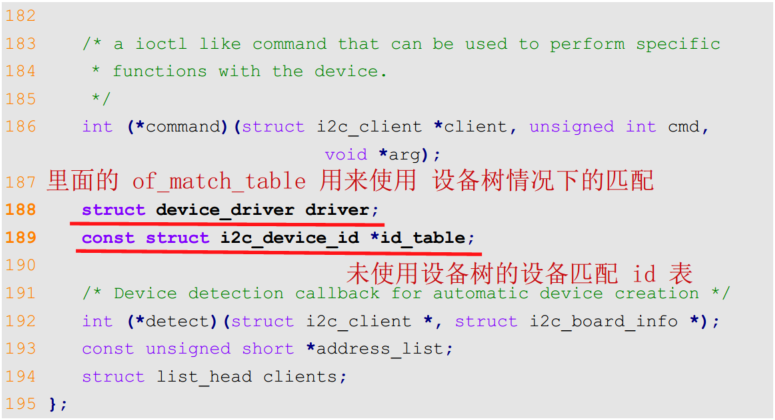 182
183 /* a ioctl like command that can be used to perform specific
184 * functions with the device.
185 */
186 int (*command)(struct i2c_client *client, unsigned int cmd,
void *arg);
187 里面的 of_match_table 用来使用 设备树情况下的匹配
188 struct device_driver driver;
189 const struct i2c_device_id *id_table;
190
未使用设备树的设备匹配 id 表
191 /* Device detection callback for automatic device creation */
192 int (*detect)(struct i2c_client *, struct i2c_board_info *);
193 const unsigned short *address_list;
194 struct list_head clients;
195 };